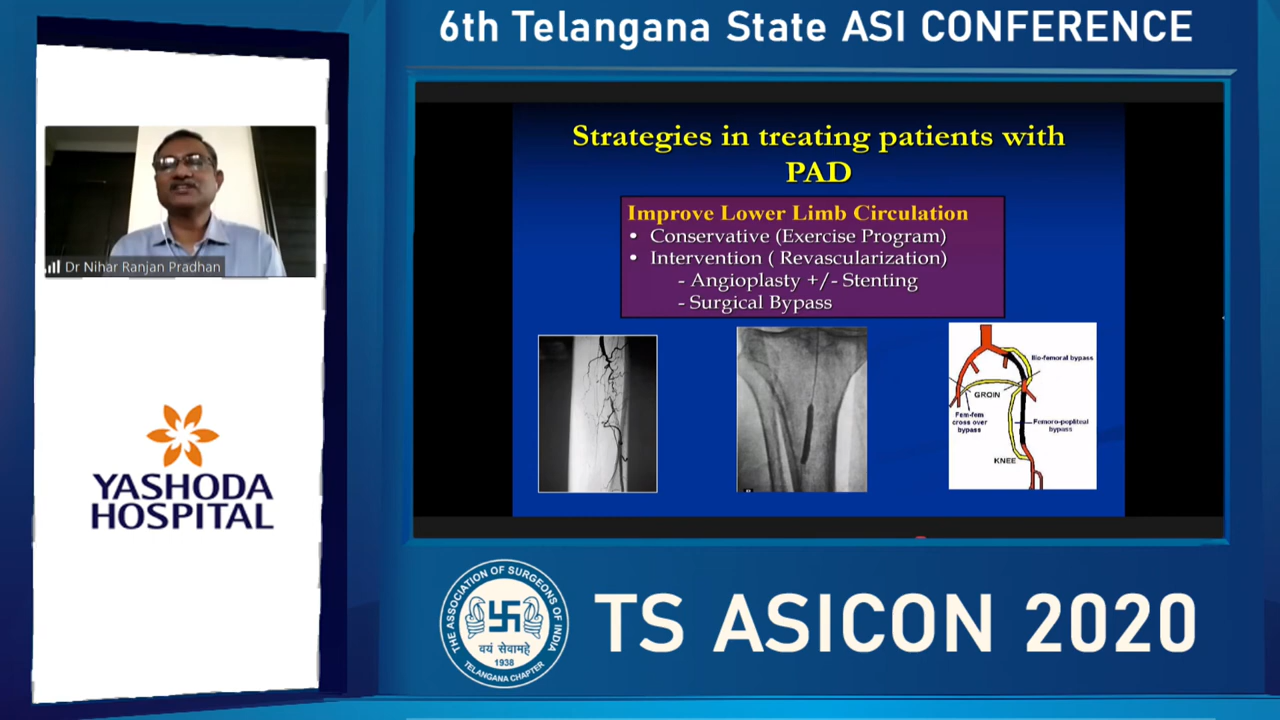 6th Telangana State ASI CONFERENCE
Dr Nihar Ranjan Pradhan
YASHODA
HOSPITAL
Strategies in treating patients with
PAD
Improve Lower Limb Circulation
• Conservative (Exercise Program)
• Intervention ( Revascularization)
- Angioplasty +/- Stenting
- Surgical Bypass
Ilio-femoral bypass
GROIN
Fem-fem
cross over
bypass
Femoro-popliteal
bypass
KNEE
THE ASSOCIATION OF SURGEONS OF INDIA
वयं सेवामहे
1938
TELANGANA CHAPTER
TS ASICON 2020